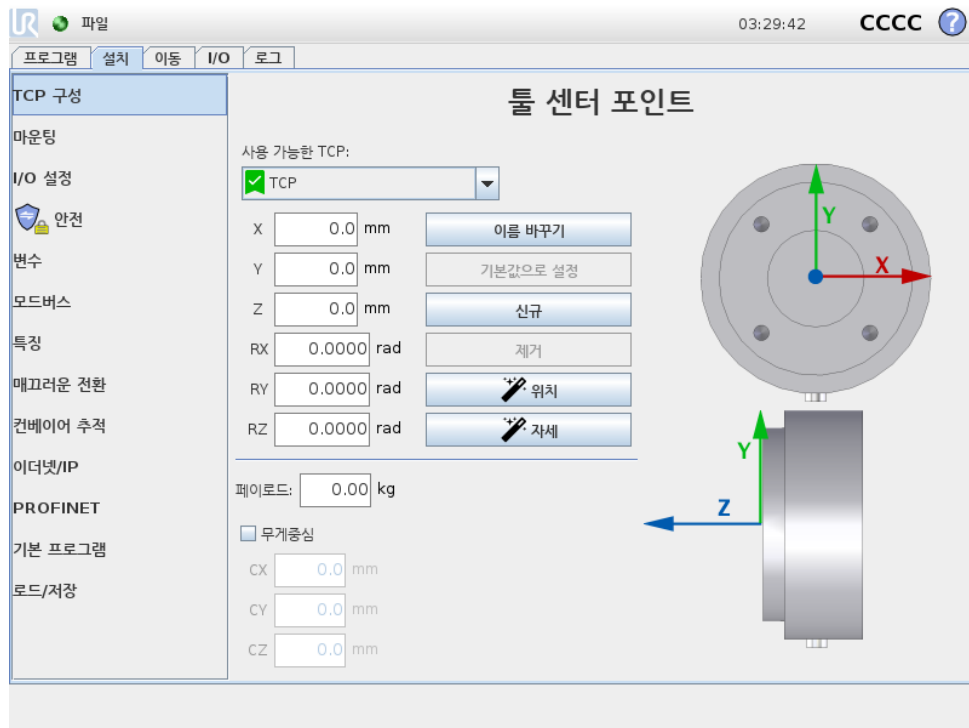 UR 파일 03:29:42 CCCC ?
프로그램 설치 이동 I/O 로그
TCP 구성
마운팅
I/O 설정
안전
변수
모드버스
특징
매끄러운 전환
컨베이어 추적
이더넷/IP
PROFINET
기본 프로그램
로드/저장
툴 센터 포인트
사용 가능한 TCP:
TCP
X 0.0 mm 이름 바꾸기
Y 0.0 mm 기본값으로 설정
Z 0.0 mm 신규
RX 0.0000 rad 제거
RY 0.0000 rad 위치
RZ 0.0000 rad 자세
페이로드: 0.00 kg
무게중심
CX 0.0 mm
CY 0.0 mm
CZ 0.0 mm
Y
X
Y
Z